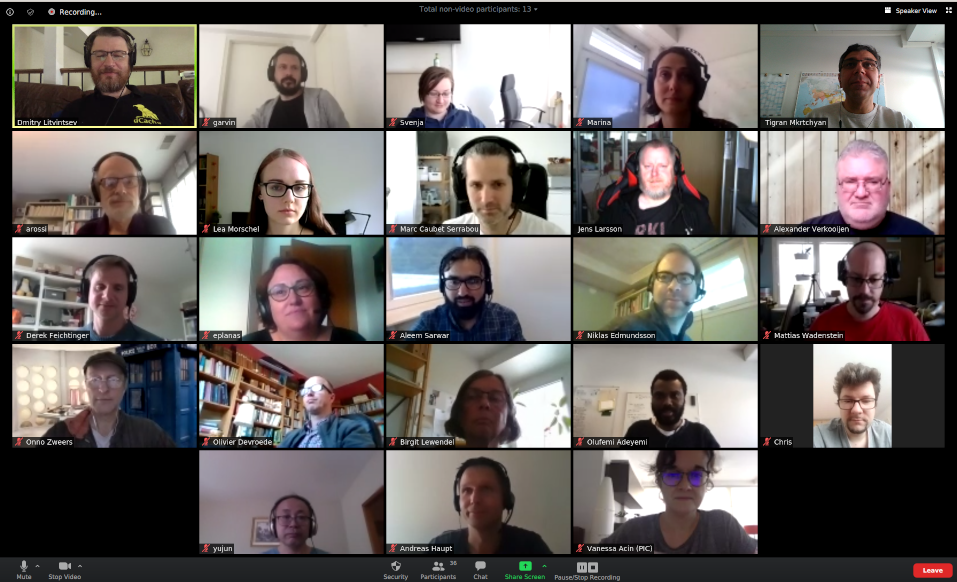 Recording...
Total non-video participants: 13
Speaker View
dCache
Dmitry Litvintsev
garvin
Svenja
Marina
Tigran Mkrtchyan
arossi
Lea Morschel
Marc Caubet Serrabou
Jens Larsson
Alexander Verkooijen
Derek Feichtinger
eplanas
Aleem Sarwar
Niklas Edmundsson
Mattias Wadenstein
POLICE BOX
Onno Zweers
Olivier Devroede
Birgit Lewendel
Olufemi Adeyemi
Chris
yujun
Andreas Haupt
Vanessa Acin (PIC)
Mute
Stop Video
Security
Participants
36
Chat
Share Screen
Pause/Stop Recording
Leave